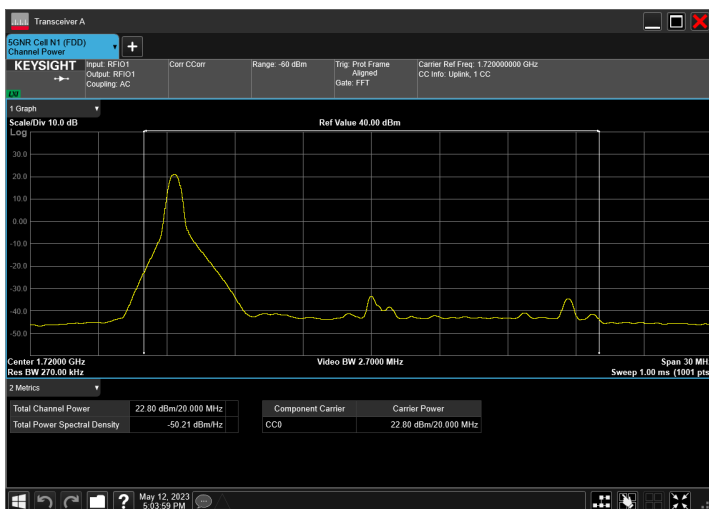 Transceiver A
5GNR Cell N1 (FDD)
Channel Power
KEYSIGHT
LXI
Input: RFIO1
Output: RFIO1
Coupling: AC
Corr CCorr
Range: -60 dBm
Trig: Prot Frame
Aligned
Gate: FFT
Carrier Ref Freq: 1.720000000 GHz
CC Info: Uplink, 1 CC
1 Graph
Scale/Div 10.0 dB
Ref Value 40.00 dBm
Log
30.0
20.0
10.0
0.00
-10.0
-20.0
-30.0
-40.0
-50.0
Center 1.72000 GHz
Video BW 2.7000 MHz
Span 30 MH
Res BW 270.00 kHz
Sweep 1.00 ms (1001 pts
2 Metrics
Total Channel Power 22.80 dBm/20.000 MHz
Total Power Spectral Density -50.21 dBm/Hz
Component Carrier Carrier Power
CC0 22.80 dBm/20.000 MHz
May 12, 2023
5:03:59 PM